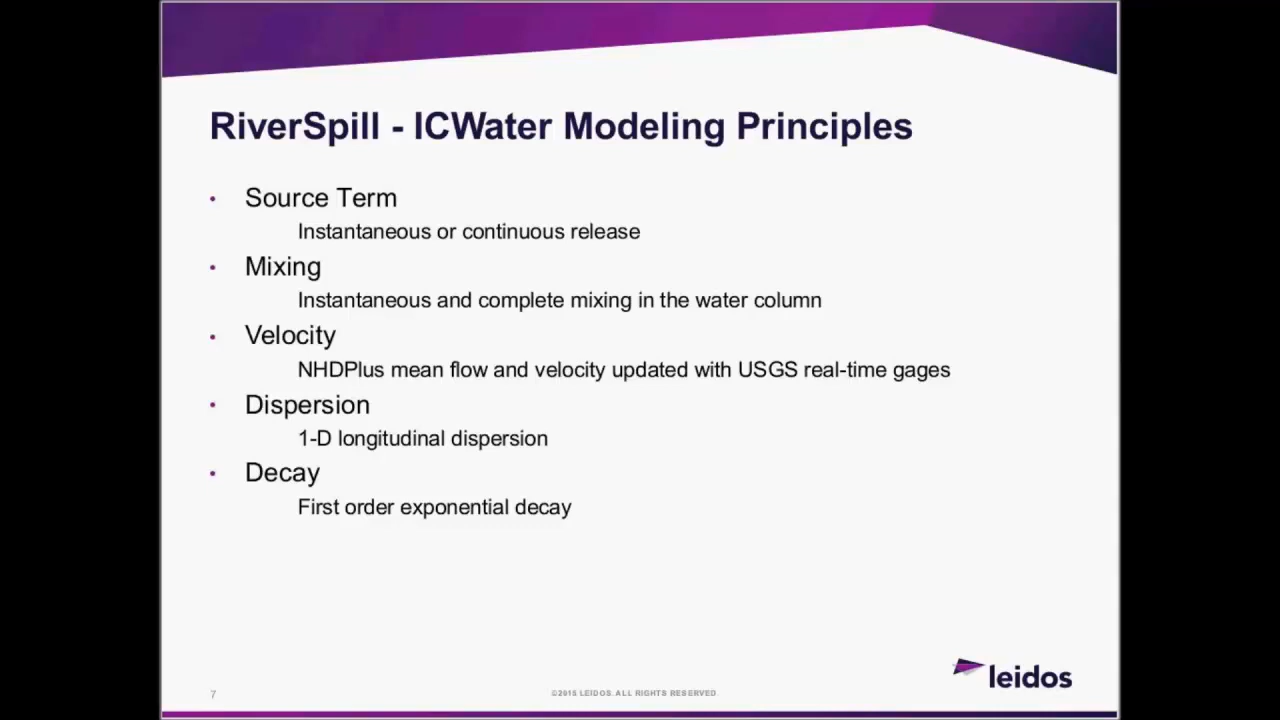 RiverSpill - ICWater Modeling Principles
• Source Term
Instantaneous or continuous release
• Mixing
Instantaneous and complete mixing in the water column
• Velocity
NHDPlus mean flow and velocity updated with USGS real-time gages
• Dispersion
1-D longitudinal dispersion
• Decay
First order exponential decay
leidos
7
©2015 LEIDOS. ALL RIGHTS RESERVED